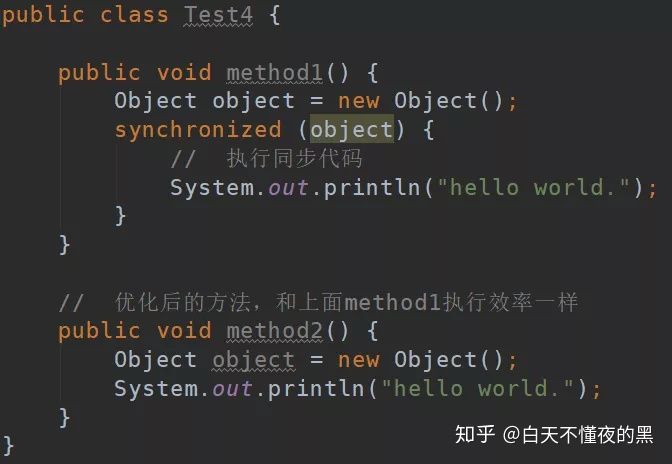 public class Test4 {
public void method1() {
Object object = new Object();
synchronized (object) {
// 执行同步代码
System.out.println("hello world.");
}
}
// 优化后的方法，和上面method1执行效率一样
public void method2() {
Object object = new Object();
System.out.println("hello world.");
}
}
知乎 @白天不懂夜的黑